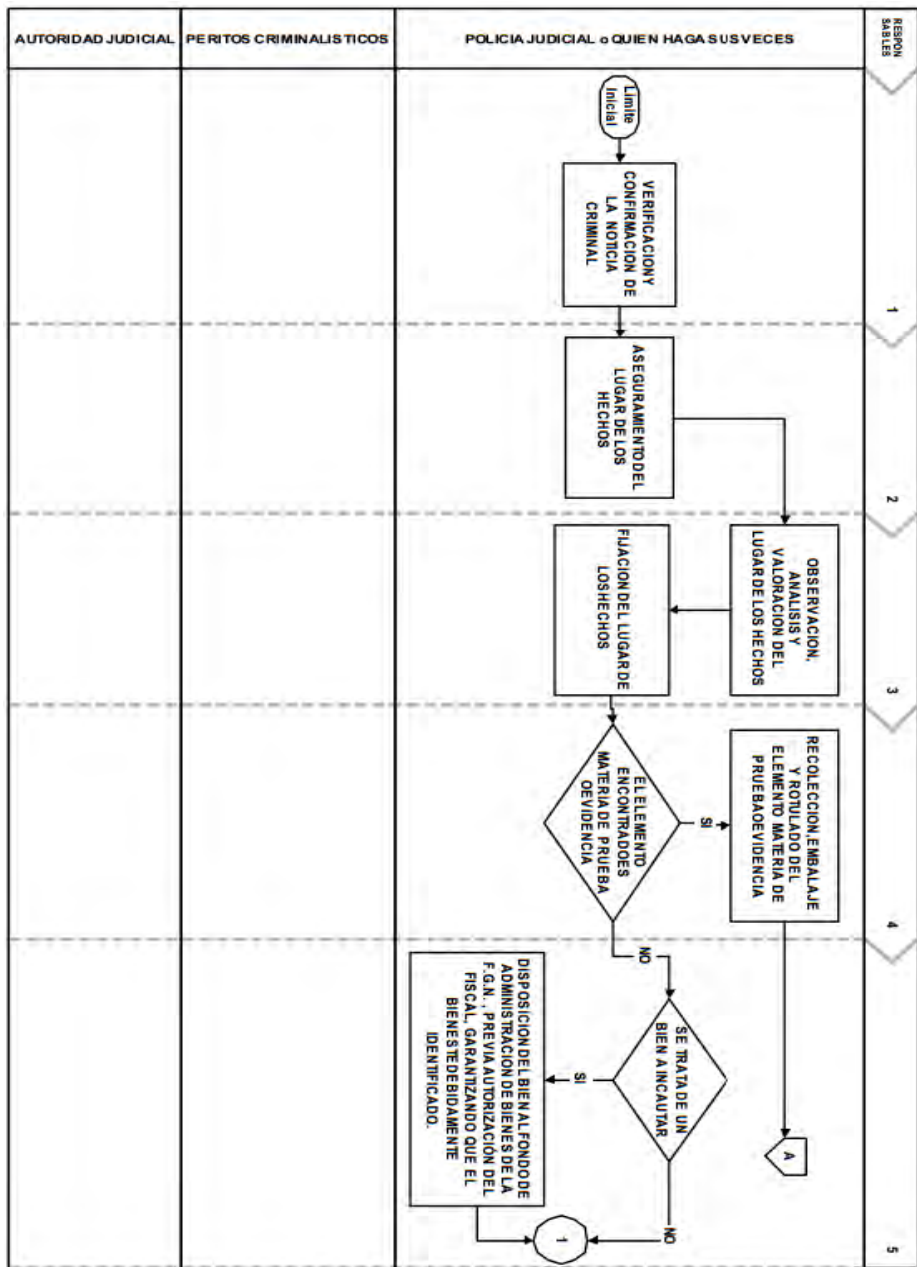 RESPON
SABLES
1
2
3
4
5
POLICIA JUDICIAL o QUIEN HAGA SUS VECES
Límite
Inicial
VERIFICACION Y
CONFIRMACION DE
LA NOTICIA
CRIMINAL
ASEGURAMIENTO DEL
LUGAR DE LOS
HECHOS
OBSERVACION,
ANALISIS Y
VALORACION DEL
LUGAR DE LOS HECHOS
FIJACION DEL LUGAR DE
LOS HECHOS
EL ELEMENTO
ENCONTRADO ES
MATERIA DE PRUEBA
O EVIDENCIA
SI
RECOLECCION, EMBALAJE
Y ROTULADO DEL
ELEMENTO MATERIA DE
PRUEBA O EVIDENCIA
A
NO
SE TRATA DE UN
BIEN A INCAUTAR
SI
NO
DISPOSÍCION DEL BIEN AL FONDO DE
ADMINISTRACION DE BIENES DE LA
F.G.N. , PREVIA AUTORIZACIÓN DEL
FISCAL, GARANTIZANDO QUE EL
BIEN ESTE DEBIDAMENTE
IDENTIFICADO.
1
PERITOS CRIMINALISTICOS
AUTORIDAD JUDICIAL